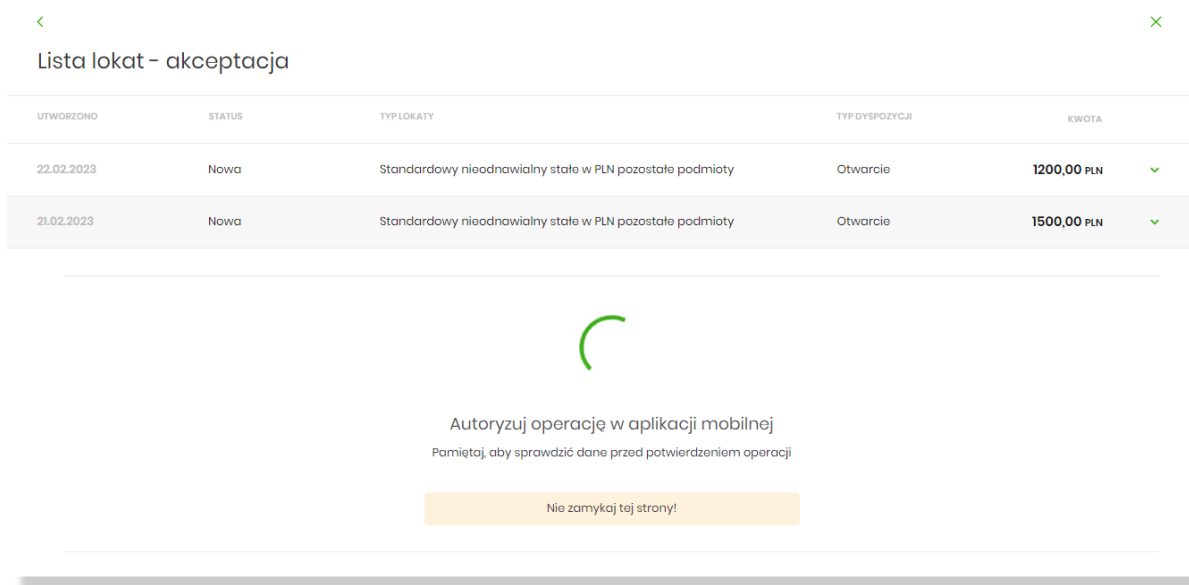 Lista lokat - akceptacja
UTWORZONO STATUS TYP LOKATY TYP DYSPOZYCJI KWOTA
22.02.2023 Nowa Standardowy nieodnawialny stałe w PLN pozostałe podmioty Otwarcie 1200,00 PLN
21.02.2023 Nowa Standardowy nieodnawialny stałe w PLN pozostałe podmioty Otwarcie 1500,00 PLN
Autoryzuj operację w aplikacji mobilnej
Pamiętaj, aby sprawdzić dane przed potwierdzeniem operacji
Nie zamykaj tej strony!